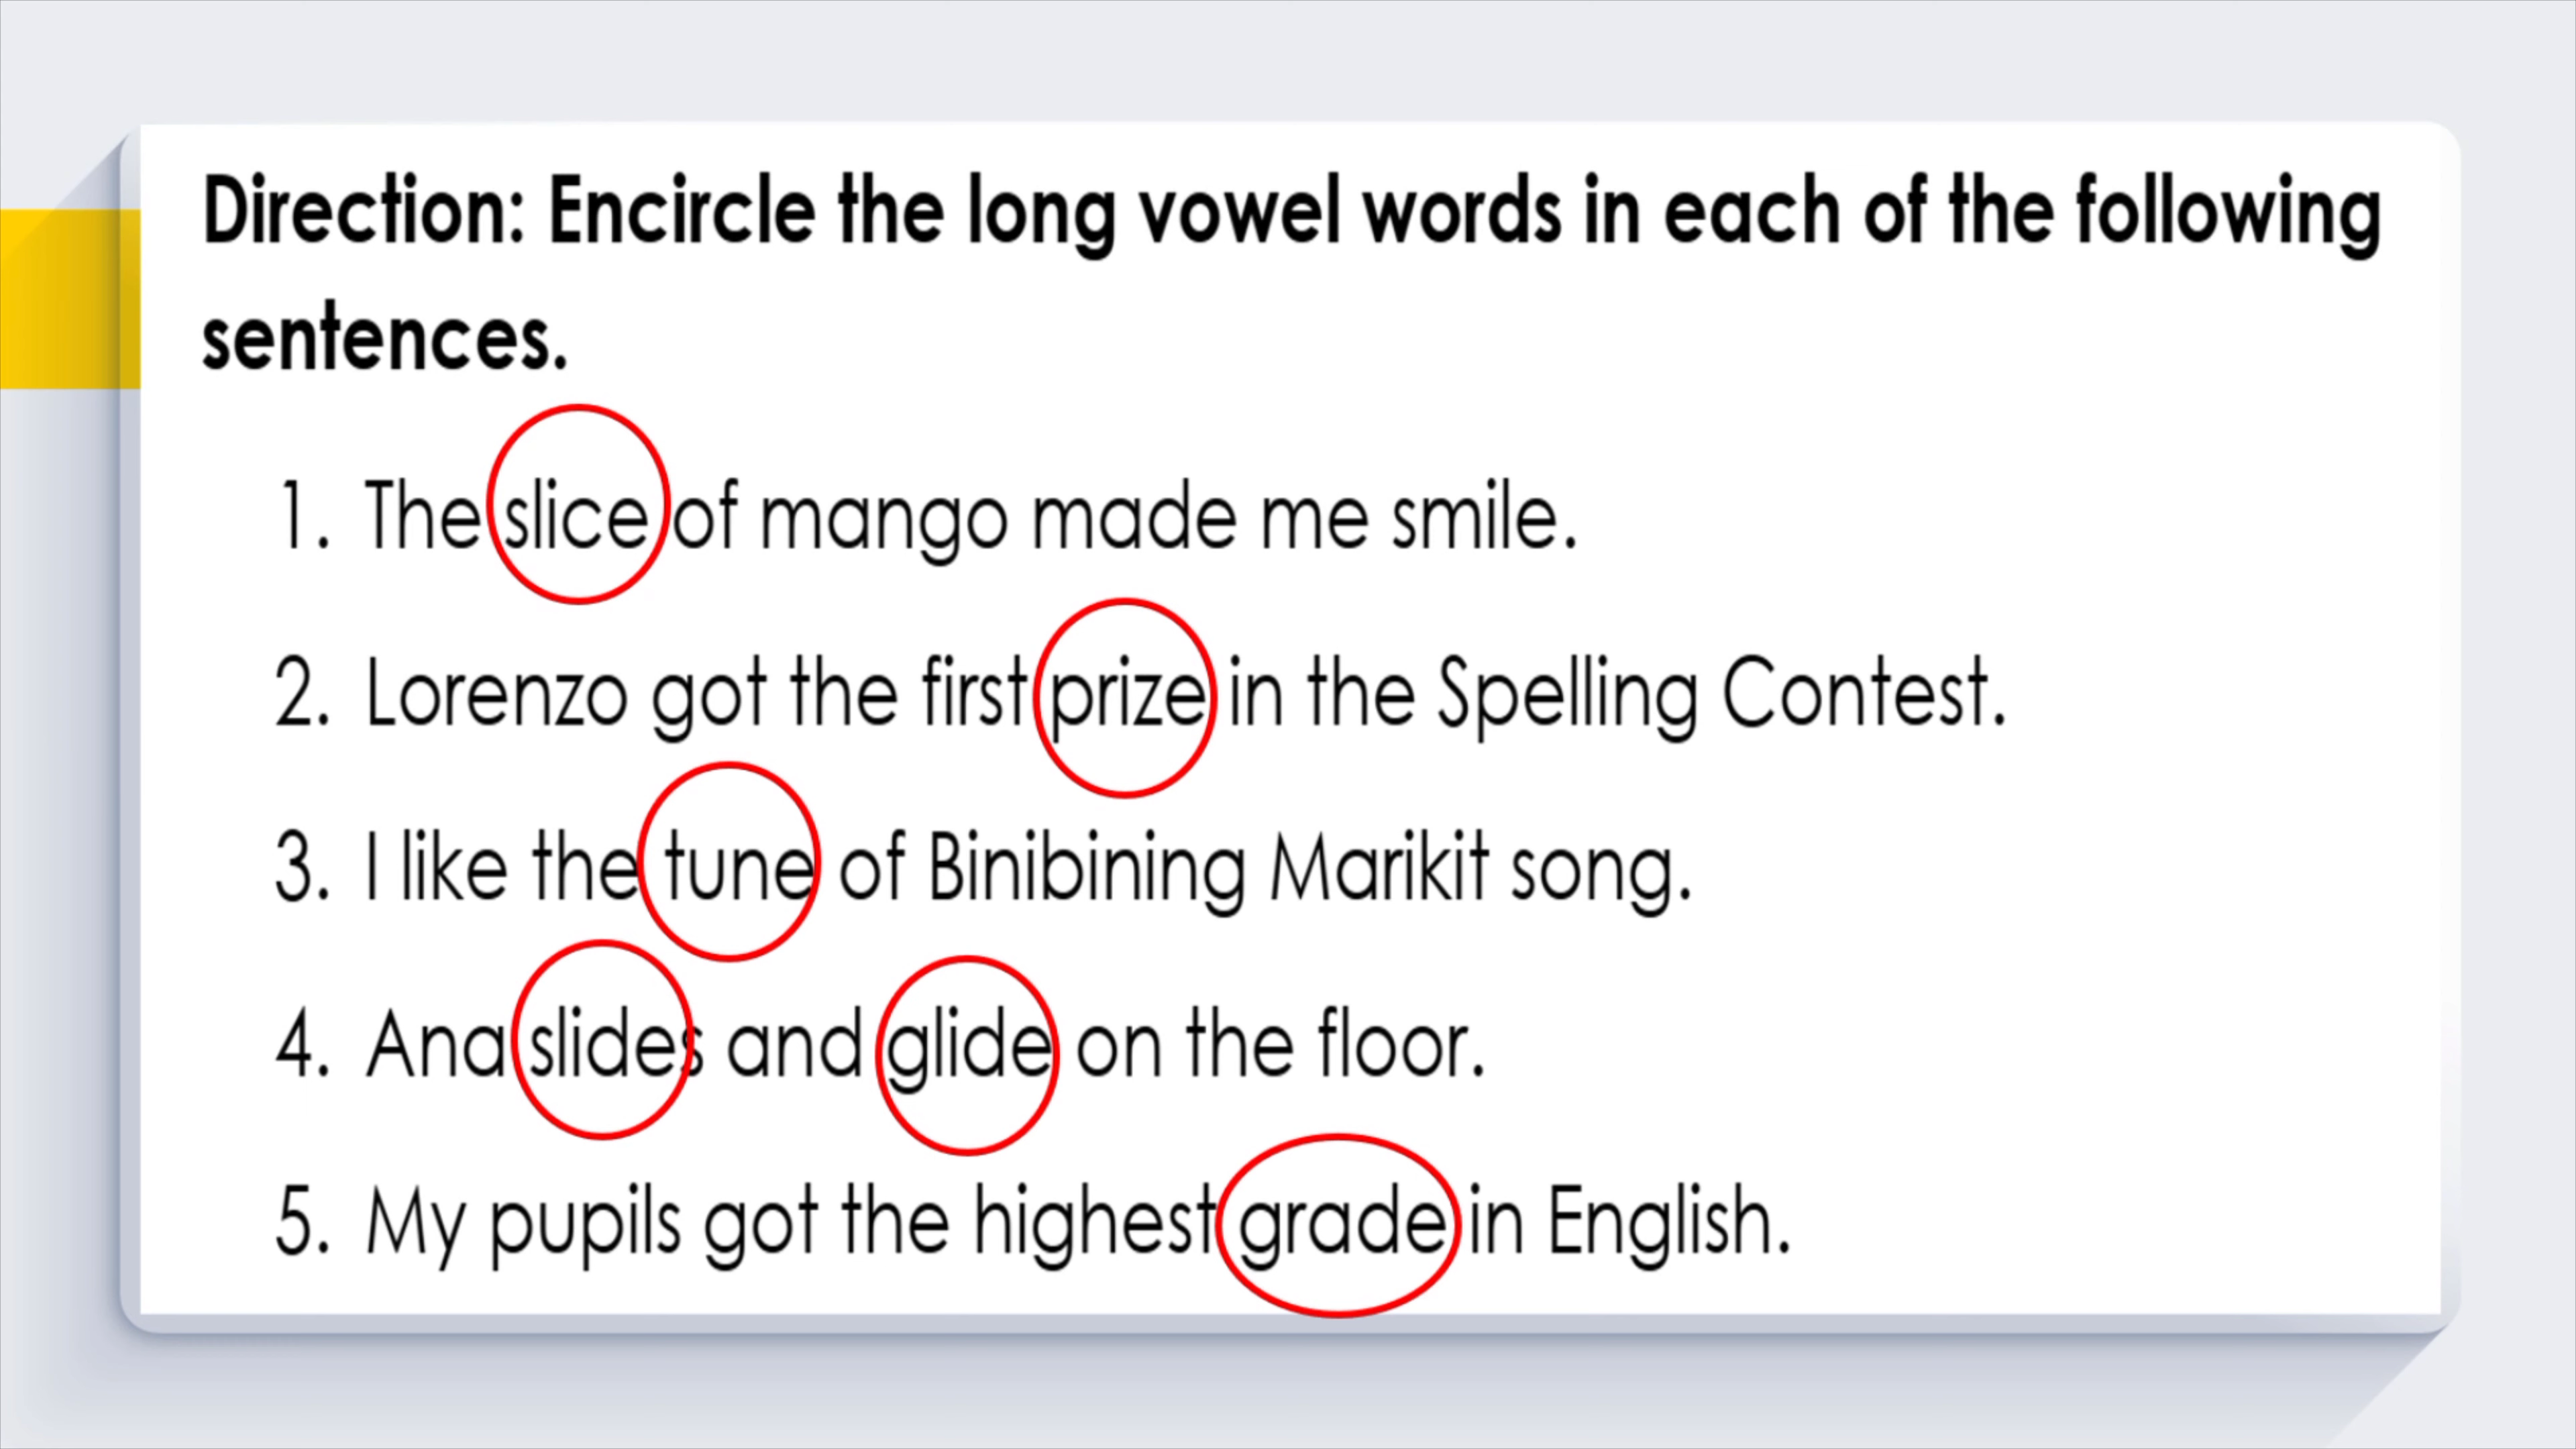 Direction: Encircle the long vowel words in each of the following
sentences.
1. The slice of mango made me smile.
2. Lorenzo got the first prize in the Spelling Contest.
3. I like the tune of Binibining Marikit song.
4. Ana slides and glide on the floor.
5. My pupils got the highest grade in English.